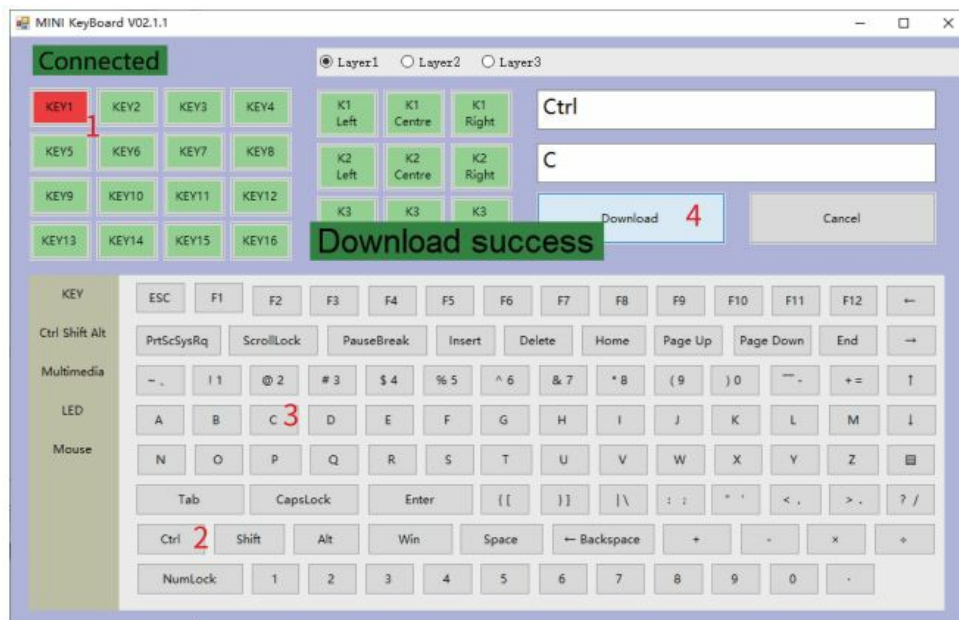 MINI KeyBoard V02.1.1
Connected
Layer1 Layer2 Layer3
KEY1 KEY2 KEY3 KEY4
1
KEY5 KEY6 KEY7 KEY8
KEY9 KEY10 KEY11 KEY12
KEY13 KEY14 KEY15 KEY16
K1 Left K1 Centre K1 Right
K2 Left K2 Centre K2 Right
K3 K3 K3
Ctrl
C
Download 4 Cancel
Download success
KEY
Ctrl Shift Alt
Multimedia
LED
Mouse
ESC F1 F2 F3 F4 F5 F6 F7 F8 F9 F10 F11 F12 ←
PrtScSysRq ScrollLock PauseBreak Insert Delete Home Page Up Page Down End →
~ 、 ! 1 @ 2 # 3 $ 4 % 5 ^ 6 & 7 * 8 ( 9 ) 0 — - + = ↑
A B C 3 D E F G H I J K L M ↓
N O P Q R S T U V W X Y Z ▤
Tab CapsLock Enter { [ } ] | \ : ; " ' < , > . ? /
Ctrl 2 Shift Alt Win Space ← Backspace + - × ÷
NumLock 1 2 3 4 5 6 7 8 9 0 ·